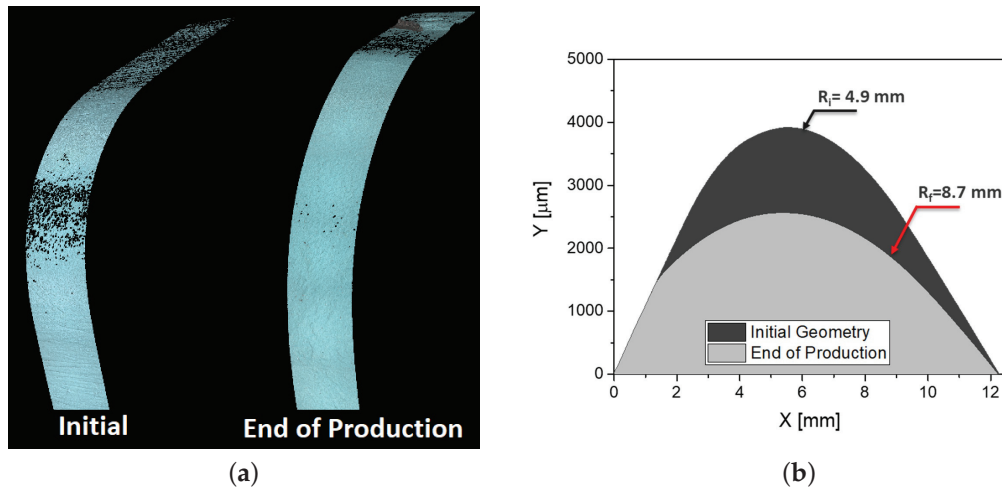 Initial
End of Production
(a)
5000
4000
3000
2000
1000
0
Y [μm]
0
2
4
6
8
10
12
X [mm]
Ri= 4.9 mm
Rf=8.7 mm
Initial Geometry
End of Production
(b)